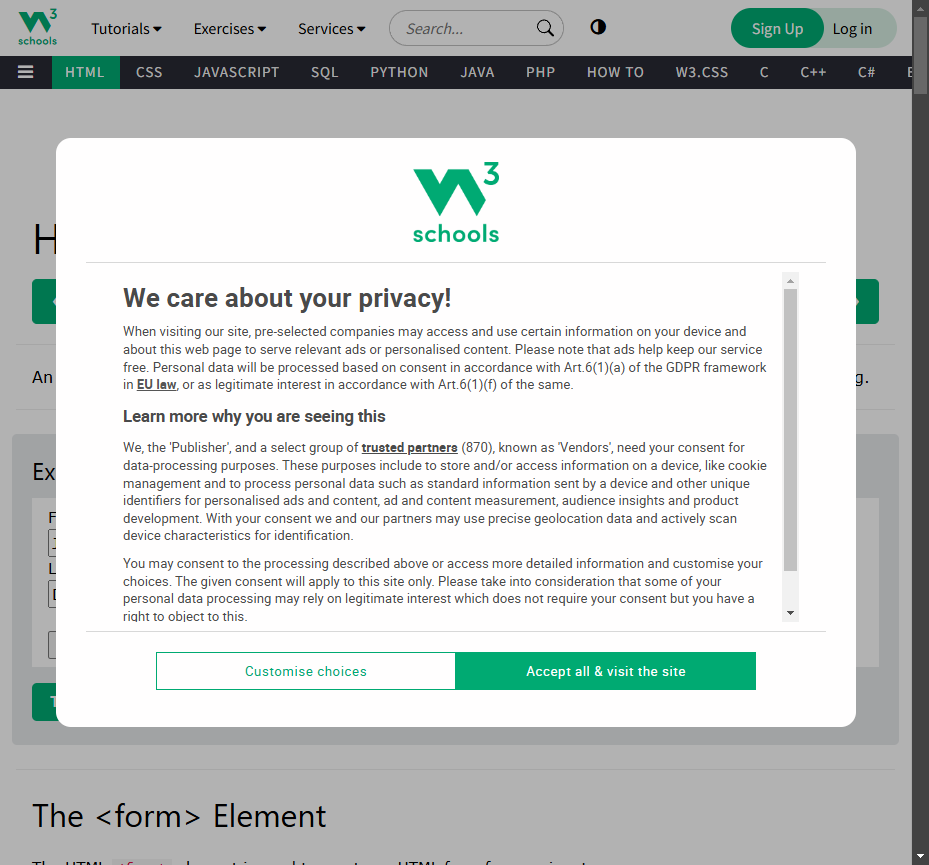 3
schools
Tutorials
Exercises
Services
Search...
Sign Up
Log in
HTML
CSS
JAVASCRIPT
SQL
PYTHON
JAVA
PHP
HOW TO
W3.CSS
C
C++
C#
3
schools
We care about your privacy!
When visiting our site, pre-selected companies may access and use certain information on your device and
about this web page to serve relevant ads or personalised content. Please note that ads help keep our service
free. Personal data will be processed based on consent in accordance with Art.6(1)(a) of the GDPR framework
in EU law, or as legitimate interest in accordance with Art.6(1)(f) of the same.
Learn more why you are seeing this
We, the 'Publisher', and a select group of trusted partners (870), known as 'Vendors', need your consent for
data-processing purposes. These purposes include to store and/or access information on a device, like cookie
management and to process personal data such as standard information sent by a device and other unique
identifiers for personalised ads and content, ad and content measurement, audience insights and product
development. With your consent we and our partners may use precise geolocation data and actively scan
device characteristics for identification.
You may consent to the processing described above or access more detailed information and customise your
choices. The given consent will apply to this site only. Please take into consideration that some of your
personal data processing may rely on legitimate interest which does not require your consent but you have a
right to object to this.
Customise choices
Accept all & visit the site
An
The <form> Element